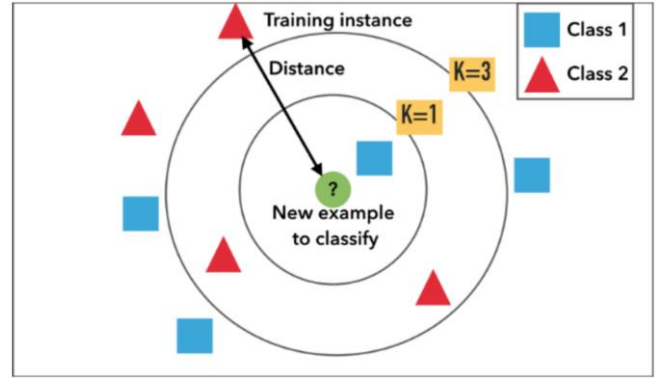 Training instance
Class 1
Distance
K=3
Class 2
K=1
?
New example
to classify